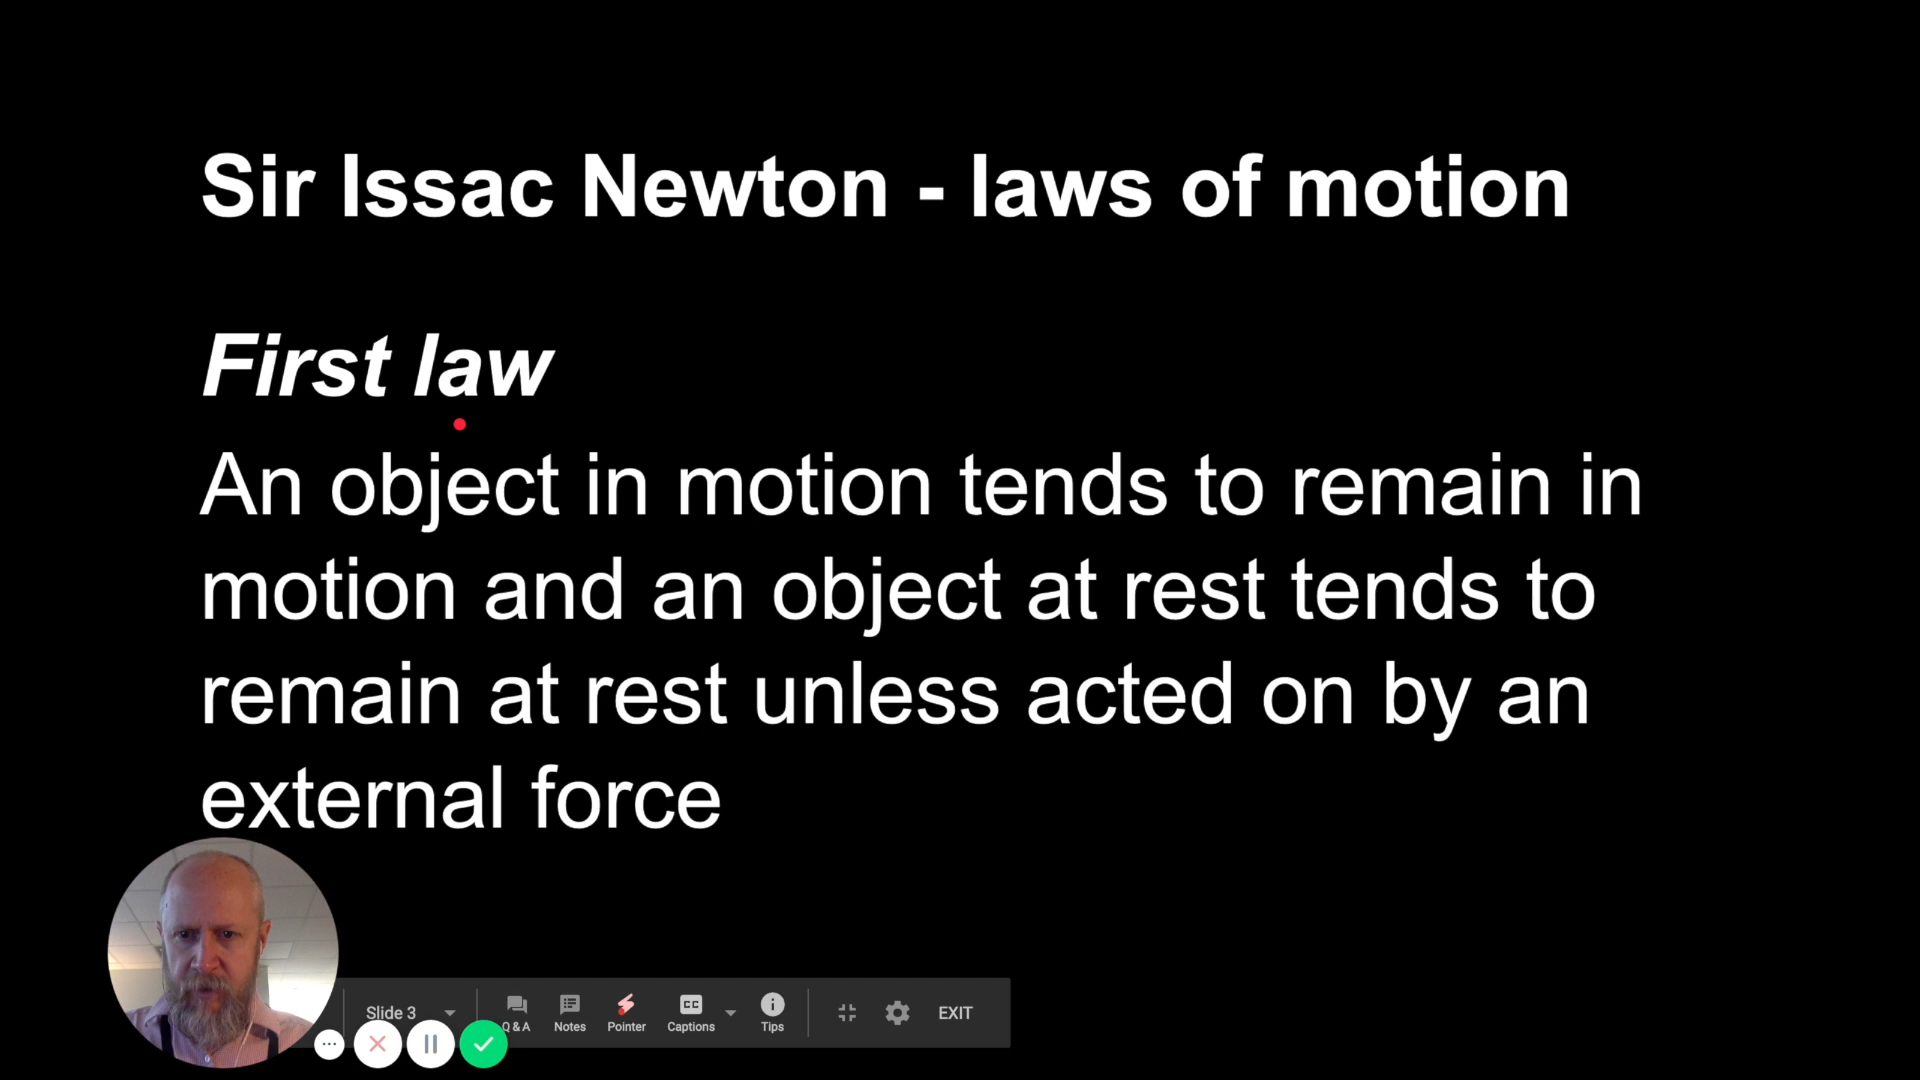 Sir Issac Newton - laws of motion
First law
An object in motion tends to remain in
motion and an object at rest tends to
remain at rest unless acted on by an
external force
Slide 3
Q & A
Notes
Pointer
CC
Captions
Tips
EXIT